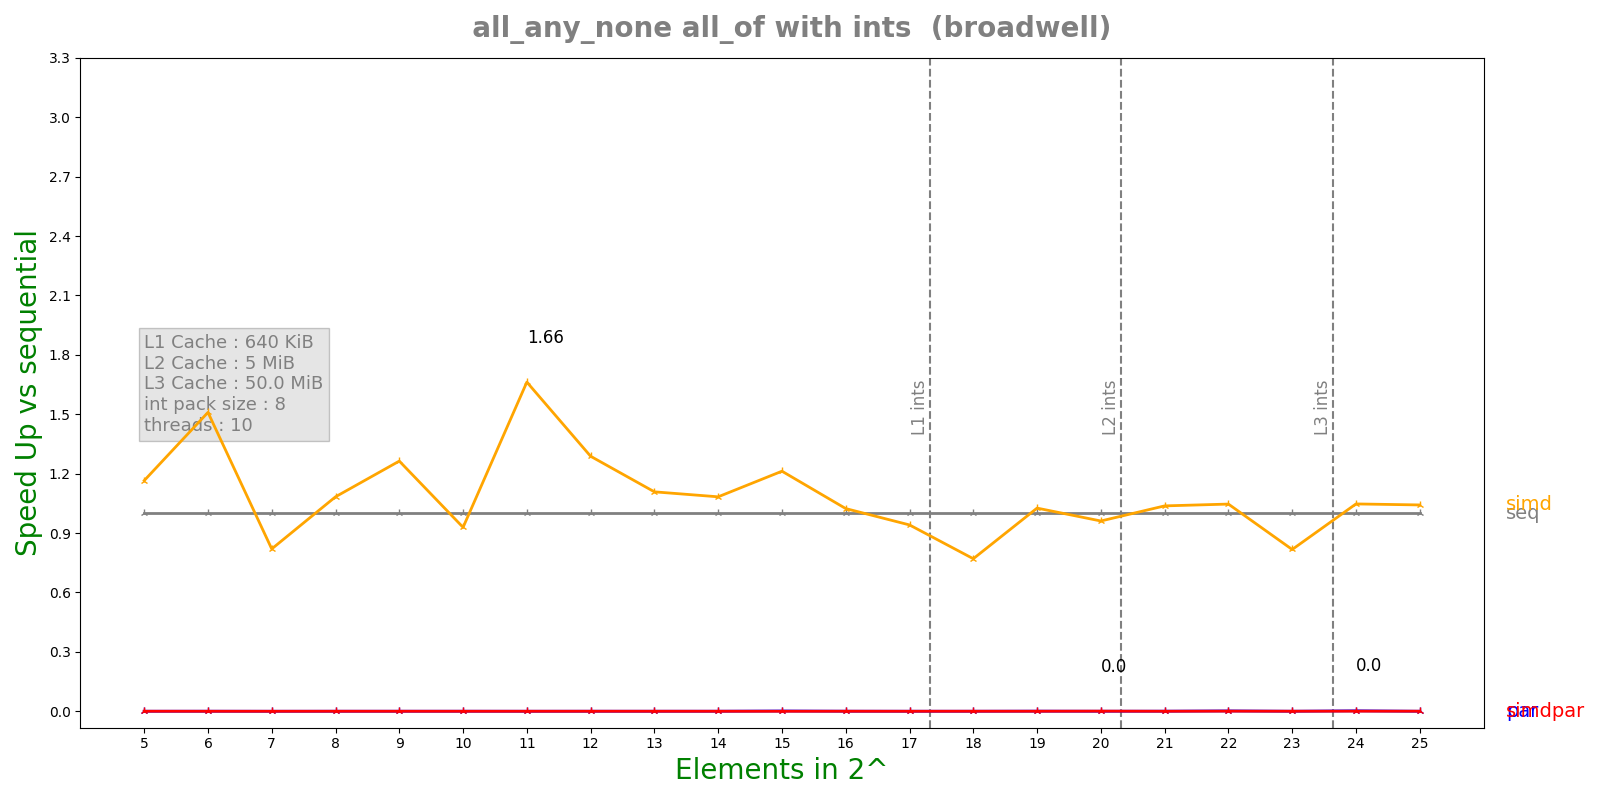 all_any_none all_of with ints (broadwell)
Speed Up vs sequential
3.3
3.0
2.7
2.4
2.1
1.8
1.5
1.2
0.9
0.6
0.3
0.0
L1 Cache : 640 KiB
L2 Cache : 5 MiB
L3 Cache : 50.0 MiB
int pack size : 8
threads : 10
1.66
L1 ints
L2 ints
L3 ints
0.0
0.0
simd
seq
par
simdpar
5 6 7 8 9 10 11 12 13 14 15 16 17 18 19 20 21 22 23 24 25
Elements in 2^